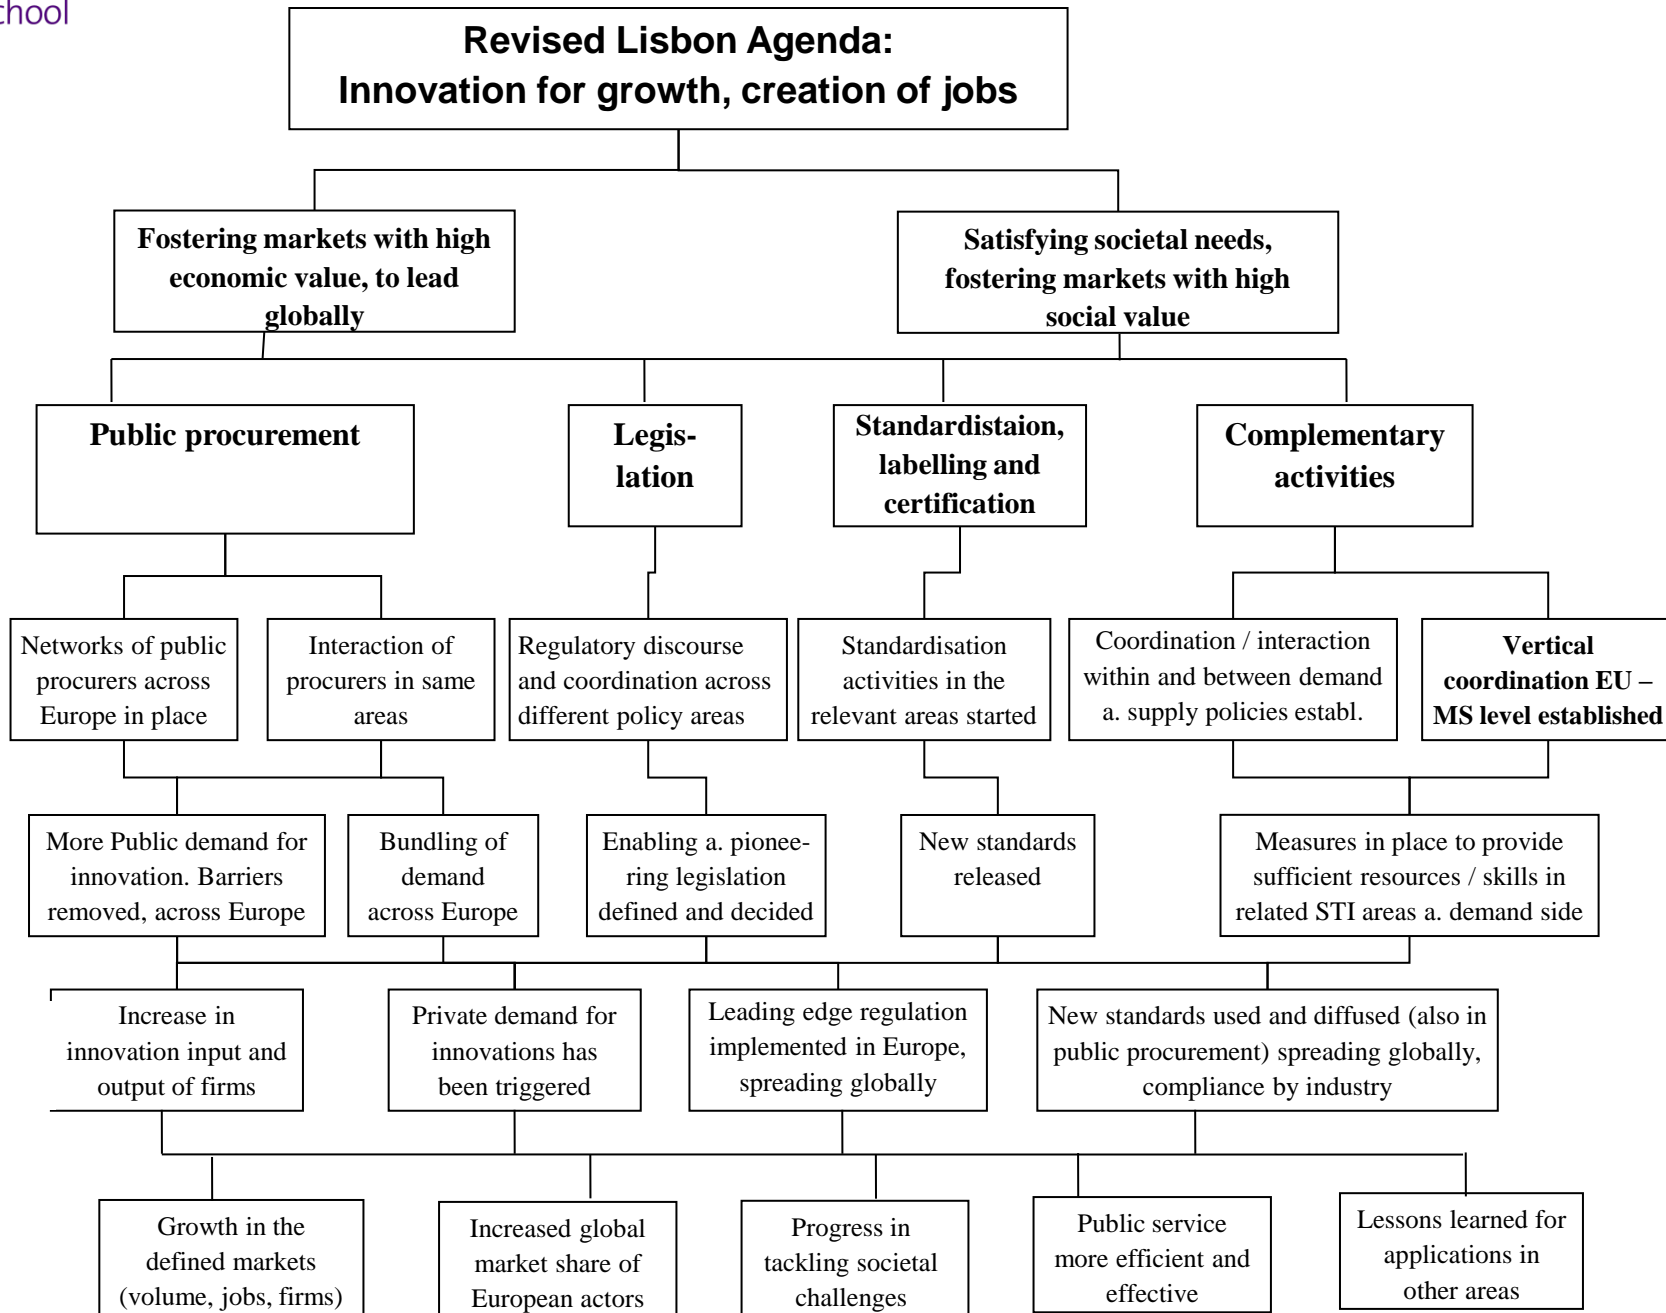 chool
Revised Lisbon Agenda:
Innovation for growth, creation of jobs
Fostering markets with high
economic value, to lead
globally
Satisfying societal needs,
fostering markets with high
social value
Public procurement
Legis-
lation
Standardistaion,
labelling and
certification
Complementary
activities
Networks of public
procurers across
Europe in place
Interaction of
procurers in same
areas
Regulatory discourse
and coordination across
different policy areas
Standardisation
activities in the
relevant areas started
Coordination / interaction
within and between demand
a. supply policies establ.
Vertical
coordination EU –
MS level established
More Public demand for
innovation. Barriers
removed, across Europe
Bundling of
demand
across Europe
Enabling a. pionee-
ring legislation
defined and decided
New standards
released
Measures in place to provide
sufficient resources / skills in
related STI areas a. demand side
Increase in
innovation input and
output of firms
Private demand for
innovations has
been triggered
Leading edge regulation
implemented in Europe,
spreading globally
New standards used and diffused (also in
public procurement) spreading globally,
compliance by industry
Growth in the
defined markets
(volume, jobs, firms)
Increased global
market share of
European actors
Progress in
tackling societal
challenges
Public service
more efficient and
effective
Lessons learned for
applications in
other areas